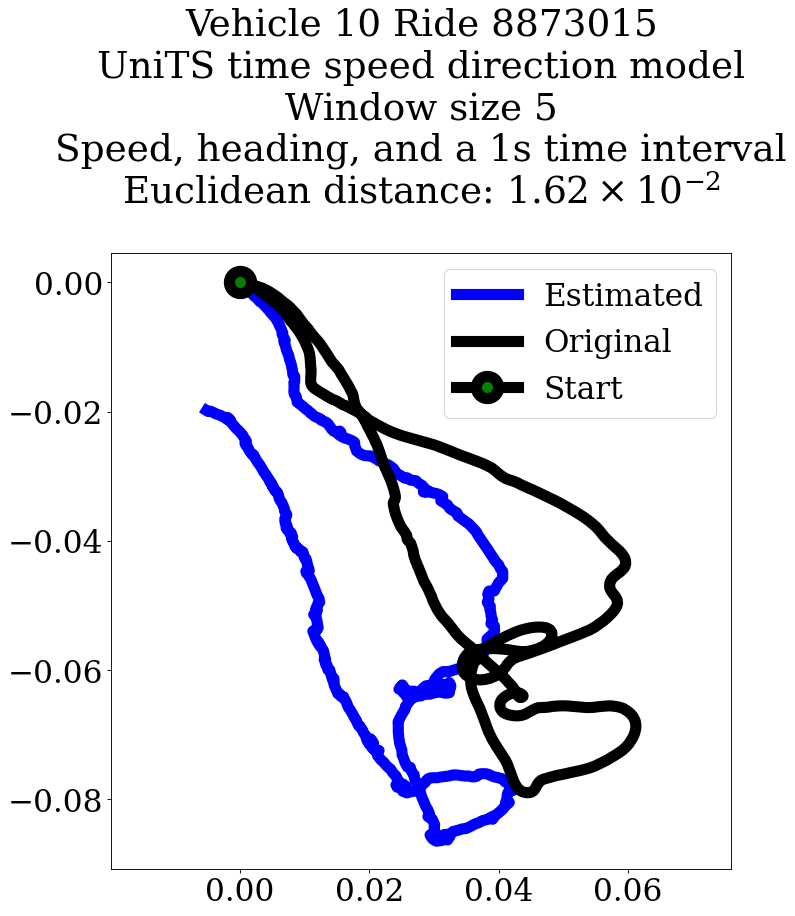 Vehicle 10 Ride 8873015
UniTS time speed direction model
Window size 5
Speed, heading, and a 1s time interval
Euclidean distance: 1.62 × 10⁻²
Estimated
Original
Start
0.00
−0.02
−0.04
−0.06
−0.08
0.00 0.02 0.04 0.06